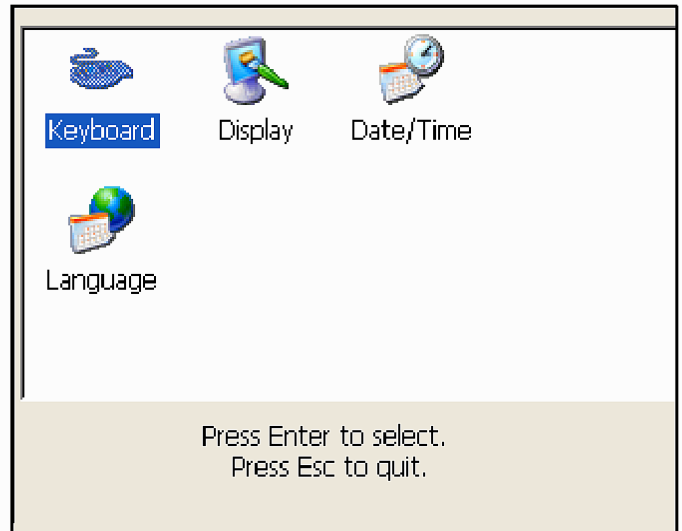 Keyboard
Display
Date/Time
Language
Press Enter to select.
Press Esc to quit.